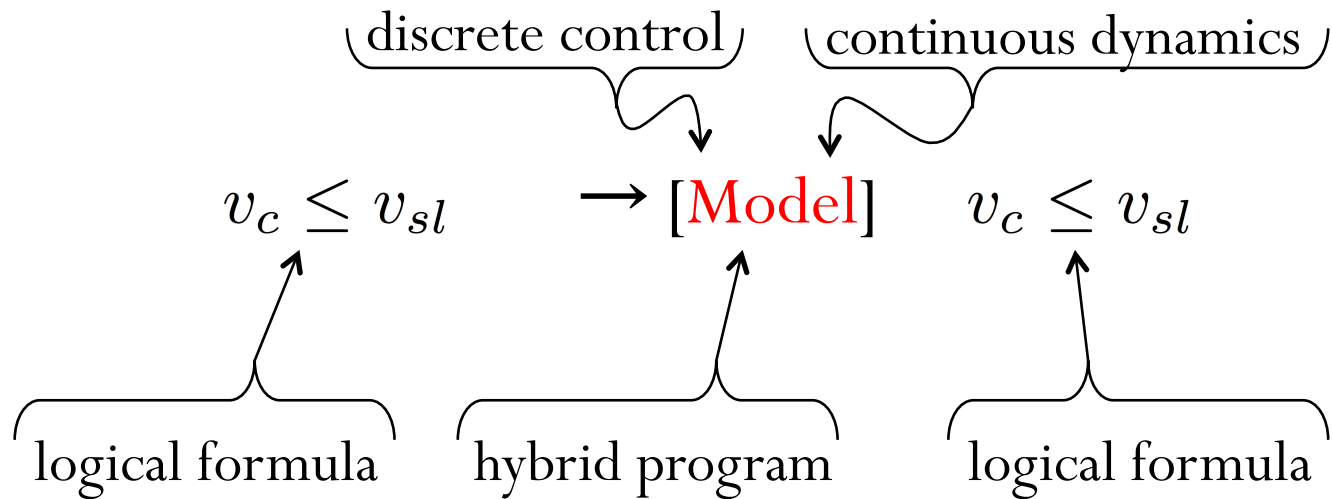 discrete control continuous dynamics
v_c ≤ v_sl → [Model] v_c ≤ v_sl
logical formula hybrid program logical formula